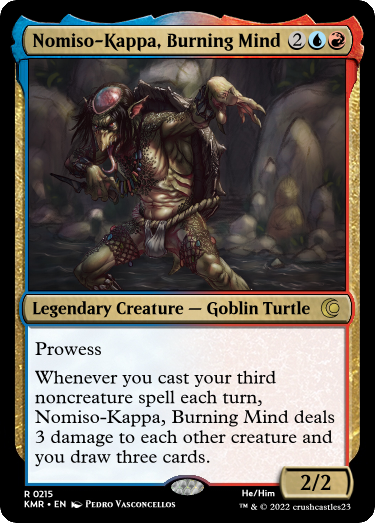 Nomiso-Kappa, Burning Mind 2
Legendary Creature — Goblin Turtle
Prowess
Whenever you cast your third
noncreature spell each turn,
Nomiso-Kappa, Burning Mind deals
3 damage to each other creature and
you draw three cards.
2/2
R 0215
He/Him
KMR • EN Pedro Vasconcellos
™ & © 2022 crushcastles23